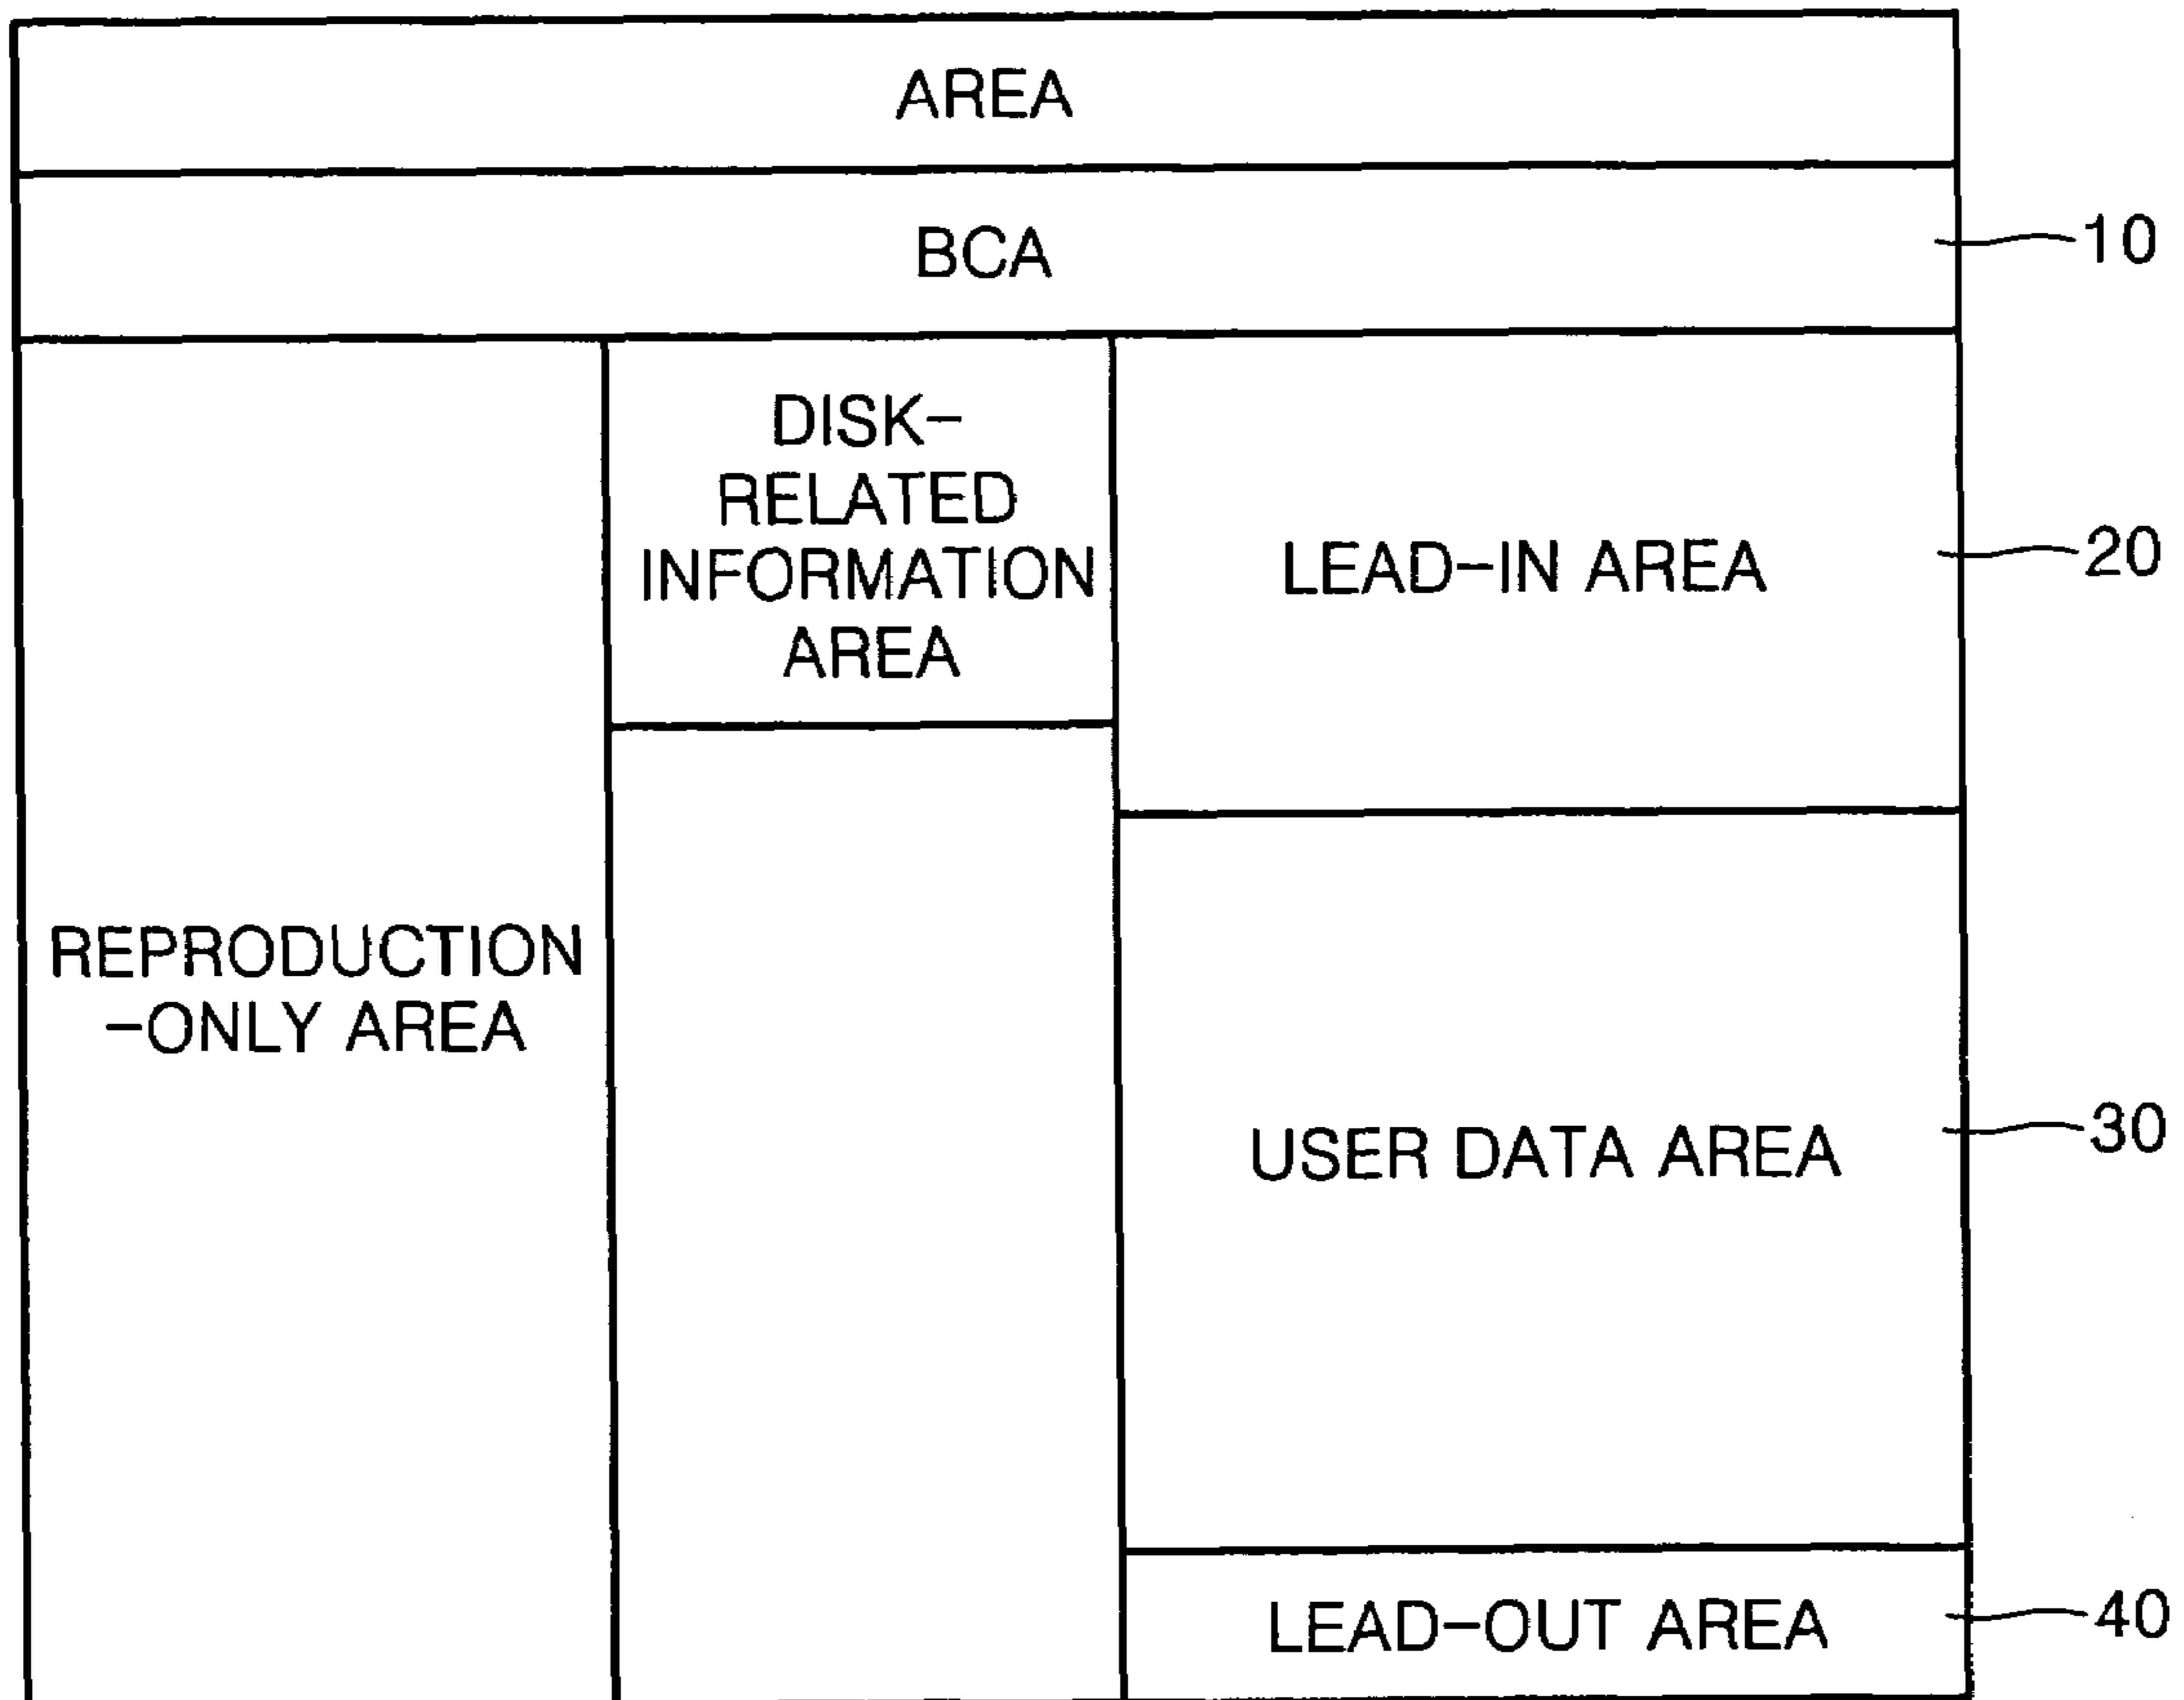 AREA
BCA
10
DISK-
RELATED
INFORMATION
AREA
LEAD-IN AREA
20
REPRODUCTION
-ONLY AREA
USER DATA AREA
30
LEAD-OUT AREA
40